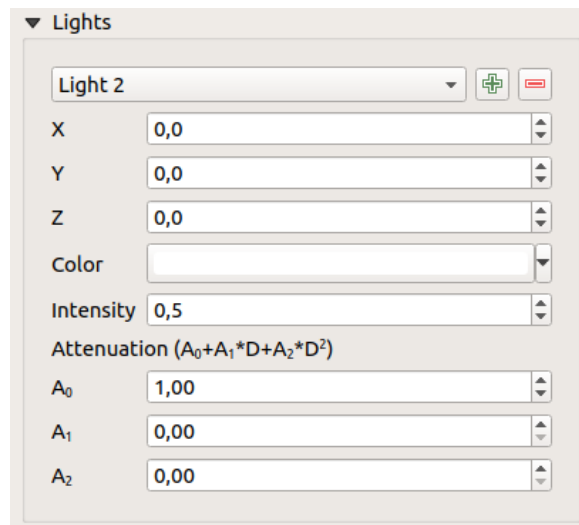 Lights
Light 2
X 0,0
Y 0,0
Z 0,0
Color
Intensity 0,5
Attenuation (A₀+A₁*D+A₂*D²)
A₀ 1,00
A₁ 0,00
A₂ 0,00